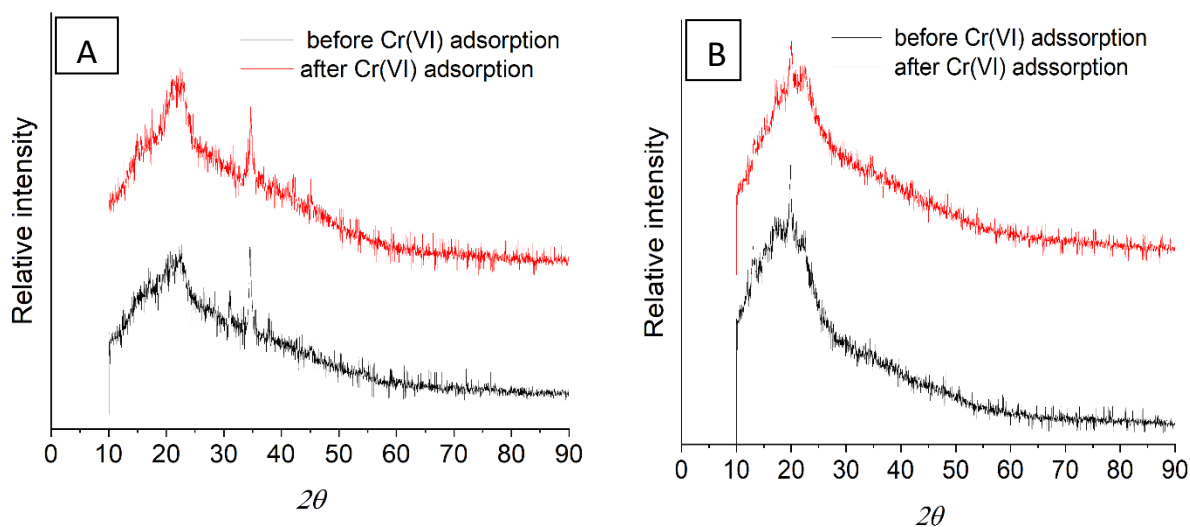 A
before Cr(VI) adsorption
after Cr(VI) adsorption
Relative intensity
0 10 20 30 40 50 60 70 80 90
2θ
B
before Cr(VI) adssorption
after Cr(VI) adssorption
Relative intensity
0 10 20 30 40 50 60 70 80 90
2θ